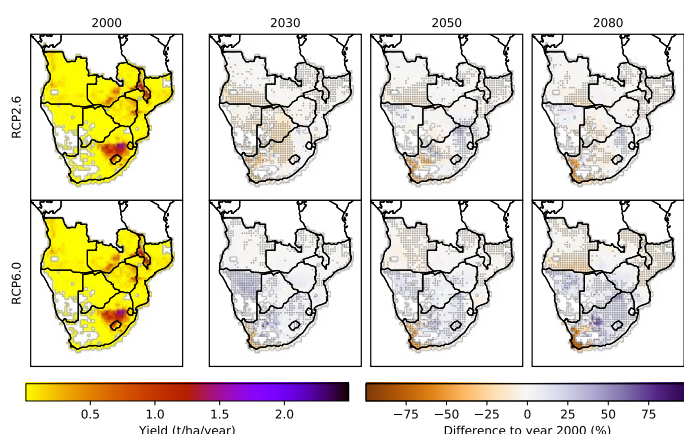 2000 2030 2050 2080
RCP2.6
RCP6.0
0.5 1.0 1.5 2.0
Yield (t/ha/year)
−75 −50 −25 0 25 50 75
Difference to year 2000 (%)